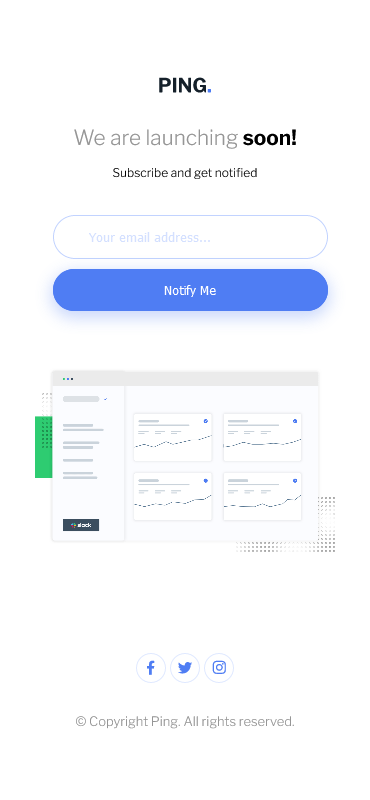 PING.
We are launching soon!
Subscribe and get notified
Your email address...
Notify Me
slack
© Copyright Ping. All rights reserved.